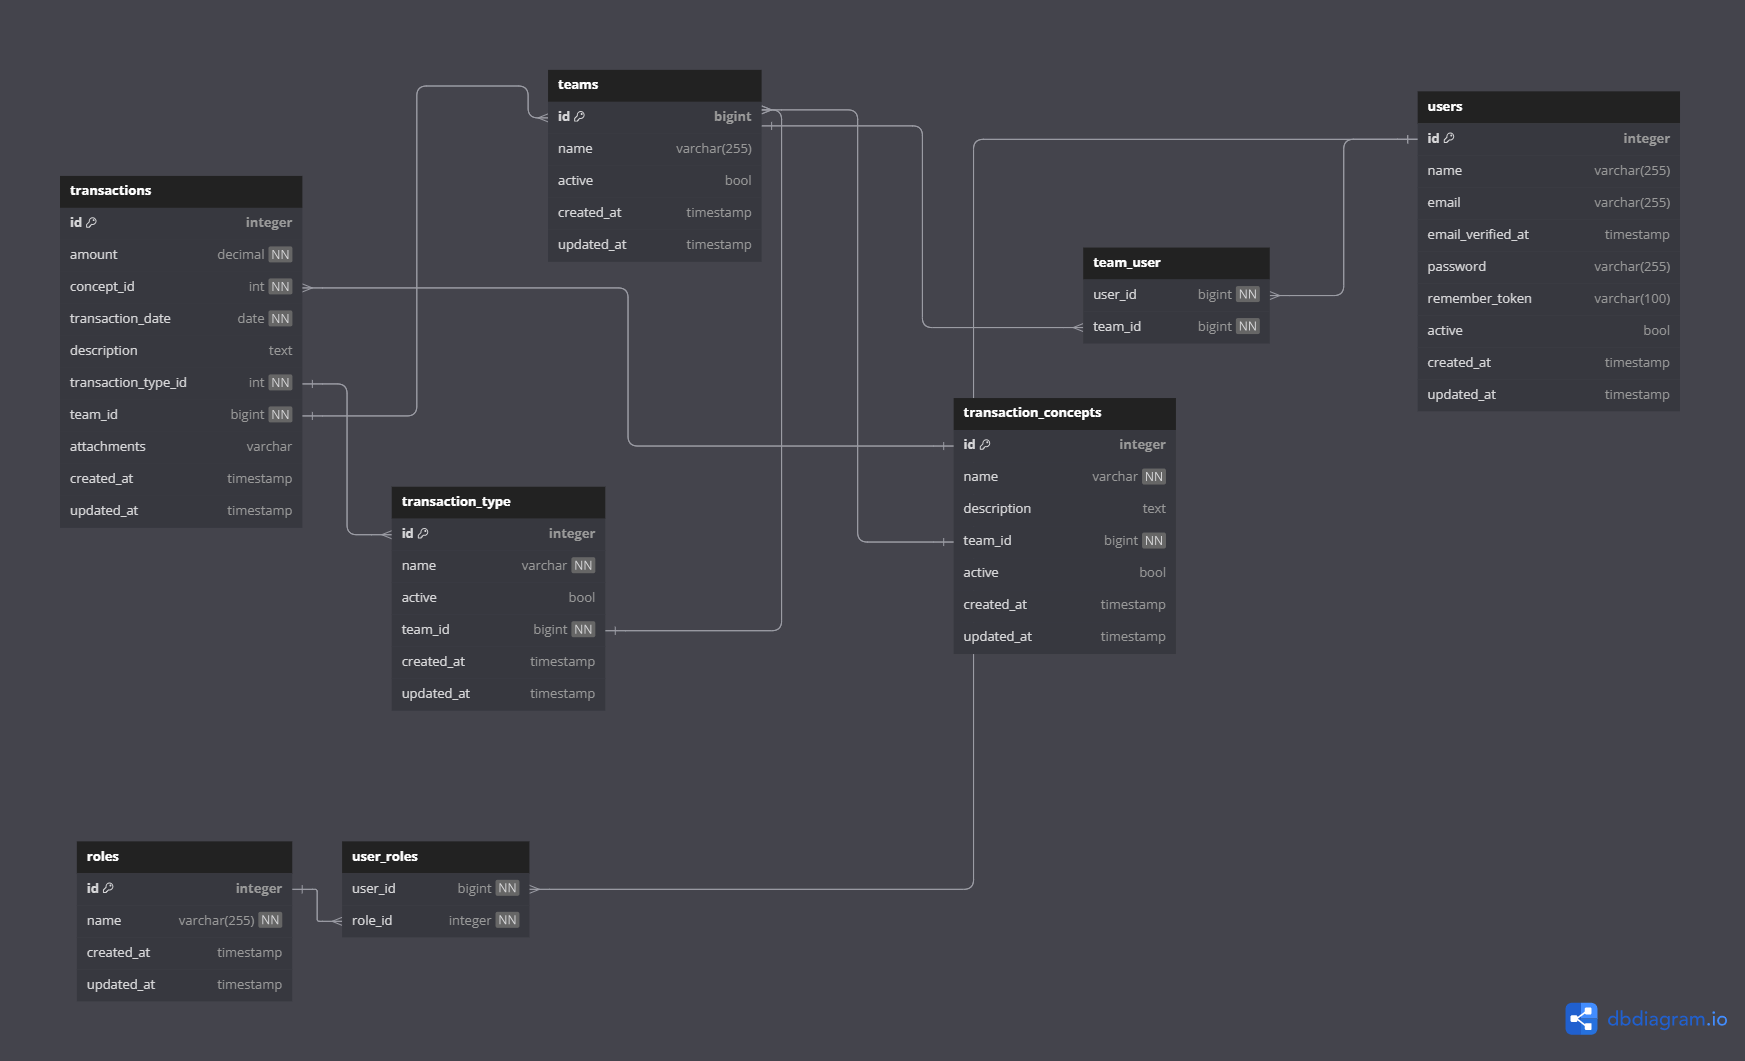 teams
id bigint
name varchar(255)
active bool
created_at timestamp
updated_at timestamp
users
id integer
name varchar(255)
email varchar(255)
email_verified_at timestamp
password varchar(255)
remember_token varchar(100)
active bool
created_at timestamp
updated_at timestamp
transactions
id integer
amount decimal NN
concept_id int NN
transaction_date date NN
description text
transaction_type_id int NN
team_id bigint NN
attachments varchar
created_at timestamp
updated_at timestamp
team_user
user_id bigint NN
team_id bigint NN
transaction_concepts
id integer
name varchar NN
description text
team_id bigint NN
active bool
created_at timestamp
updated_at timestamp
transaction_type
id integer
name varchar NN
active bool
team_id bigint NN
created_at timestamp
updated_at timestamp
roles
id integer
name varchar(255) NN
created_at timestamp
updated_at timestamp
user_roles
user_id bigint NN
role_id integer NN
dbdiagram.io